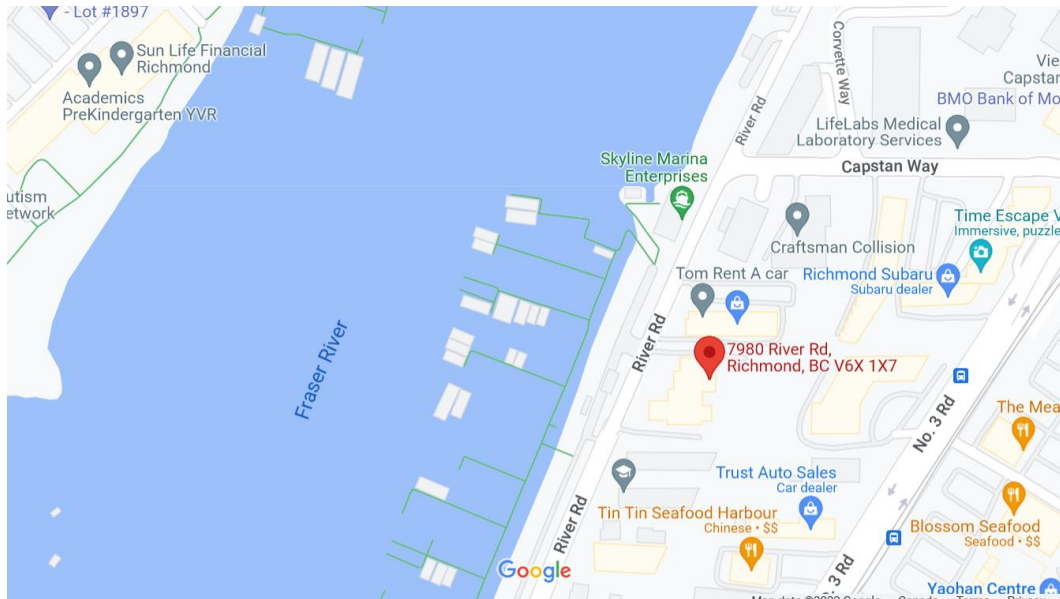 - Lot #1897
Sun Life Financial
Richmond
Academics
PreKindergarten YVR
utism
etwork
Fraser River
River Rd
Corvette Way
Vie
Capstan
BMO Bank of Mo
LifeLabs Medical
Laboratory Services
Capstan Way
Skyline Marina
Enterprises
Craftsman Collision
Time Escape V
Immersive, puzzle
Richmond Subaru
Subaru dealer
Tom Rent A car
River Rd
7980 River Rd,
Richmond, BC V6X 1X7
No. 3 Rd
The Mea
Trust Auto Sales
Car dealer
Tin Tin Seafood Harbour
Chinese • $$
Blossom Seafood
Seafood • $$
River Rd
Google
3 Rd
Yaohan Centre